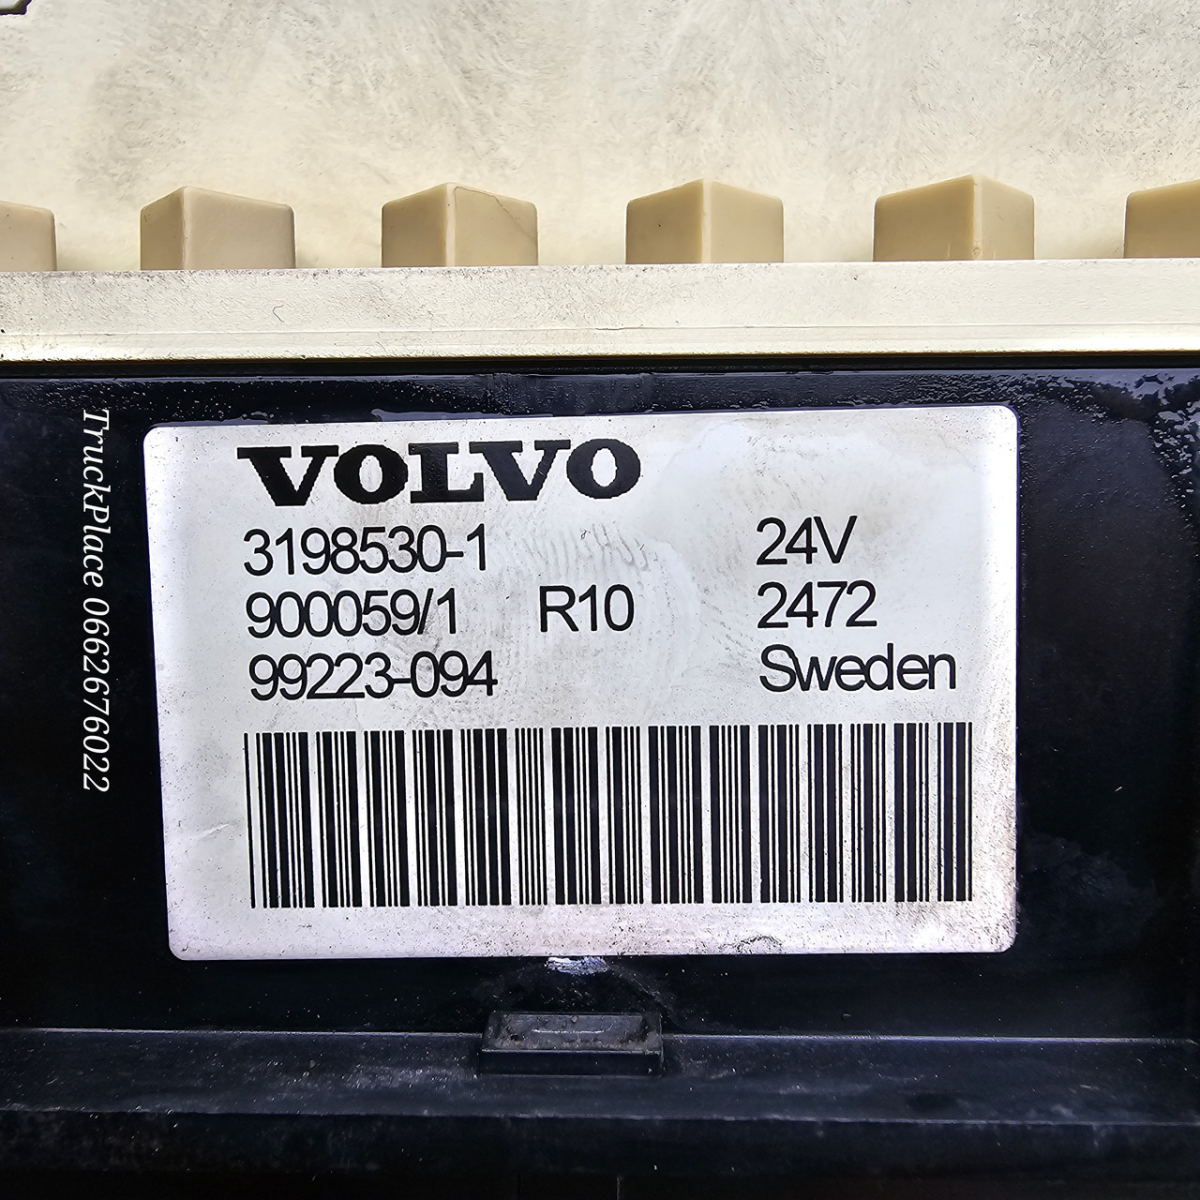 VOLVO
3198530-1 24V
900059/1 R10 2472
99223-094 Sweden
TruckPlace 0662676022